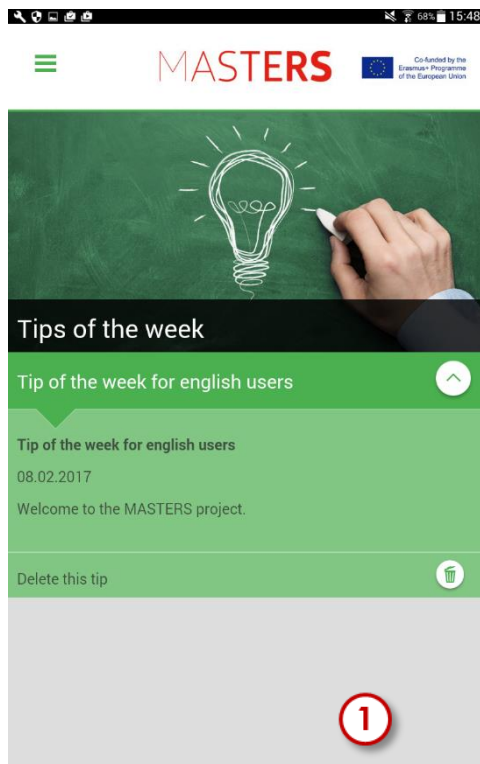 68% 15:48
MASTERS
Co-funded by the
Erasmus+ Programme
of the European Union
Tips of the week
Tip of the week for english users
Tip of the week for english users
08.02.2017
Welcome to the MASTERS project.
Delete this tip
1